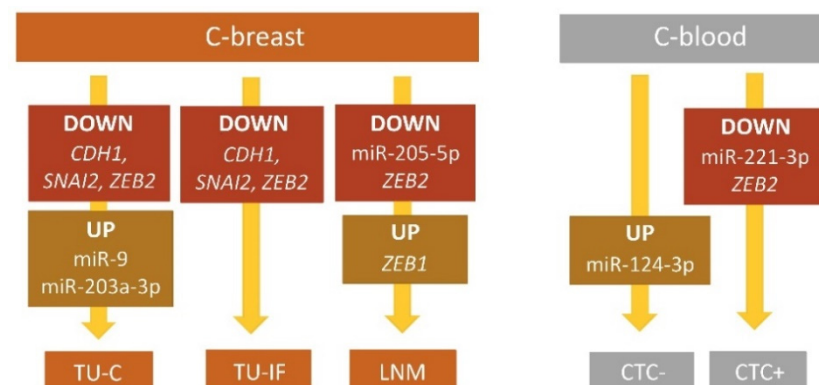 C-breast
C-blood
DOWN
CDH1,
SNAI2, ZEB2
DOWN
CDH1,
SNAI2, ZEB2
DOWN
miR-205-5p
ZEB2
DOWN
miR-221-3p
ZEB2
UP
miR-9
miR-203a-3p
UP
ZEB1
UP
miR-124-3p
TU-C
TU-IF
LNM
CTC-
CTC+